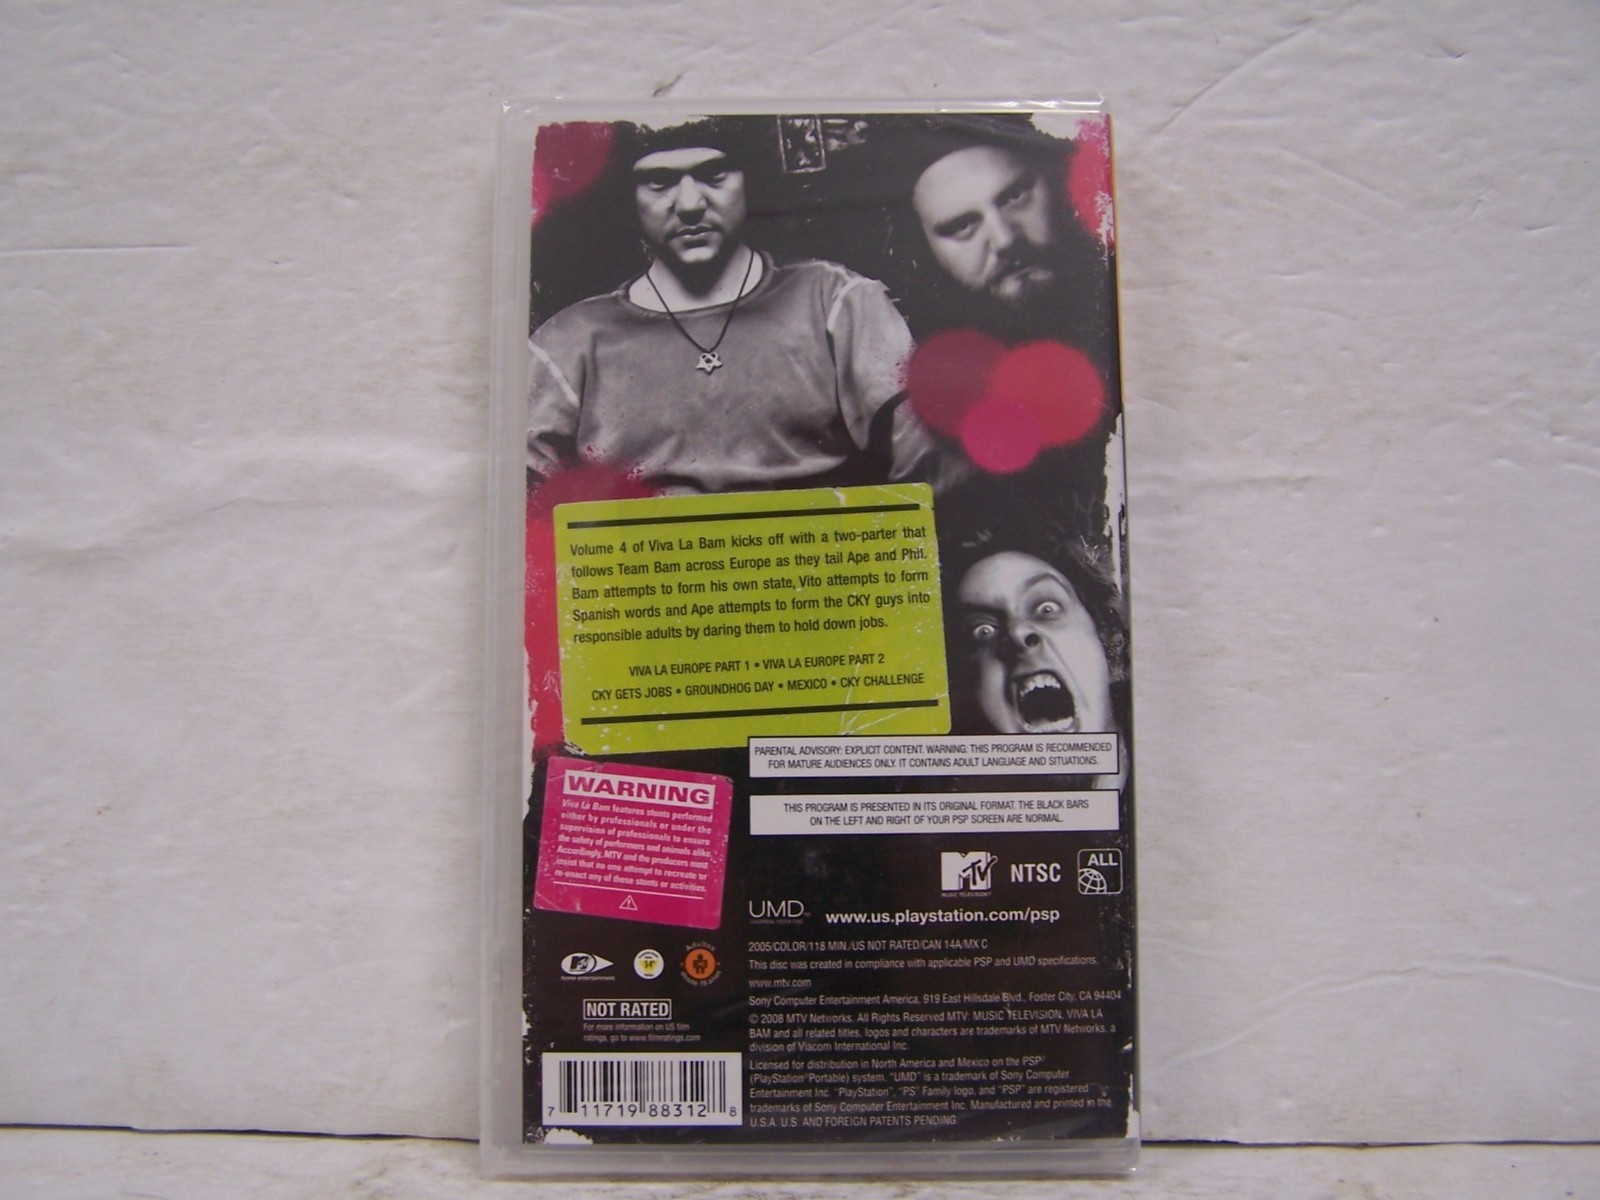 Volume 4 of Viva La Bam kicks off with a two-parter that
follows Team Bam across Europe as they tail Ape and Phil.
Bam attempts to form his own state, Vito attempts to form
Spanish words and Ape attempts to form the CKY guys into
responsible adults by daring them to hold down jobs.
VIVA LA EUROPE PART 1 • VIVA LA EUROPE PART 2
CKY GETS JOBS • GROUNDHOG DAY • MEXICO • CKY CHALLENGE
PARENTAL ADVISORY: EXPLICIT CONTENT. WARNING: THIS PROGRAM IS RECOMMENDED
FOR MATURE AUDIENCES ONLY. IT CONTAINS ADULT LANGUAGE AND SITUATIONS.
THIS PROGRAM IS PRESENTED IN ITS ORIGINAL FORMAT. THE BLACK BARS
ON THE LEFT AND RIGHT OF YOUR PSP SCREEN ARE NORMAL.
WARNING
Viva La Bam features stunts performed
either by professionals or under the
supervision of professionals to ensure
the safety of performers and animals alike.
Accordingly, MTV and the producers must
insist that no one attempt to recreate or
re-enact any of these stunts or activities.
MTV
MUSIC TELEVISION
NTSC
ALL
UMD
www.us.playstation.com/psp
MTV
home entertainment
14
Adultos
NOT RATED
For more information on US film
ratings, go to www.filmratings.com
7 11719 88312 8
2005/COLOR/118 MIN./US NOT RATED/CAN 14A/MX C
This disc was created in compliance with applicable PSP and UMD specifications.
www.mtv.com
Sony Computer Entertainment America, 919 East Hillsdale Blvd., Foster City, CA 94404
© 2008 MTV Networks. All Rights Reserved MTV: MUSIC TELEVISION, VIVA LA
BAM and all related titles, logos and characters are trademarks of MTV Networks, a
division of Viacom International Inc.
Licensed for distribution in North America and Mexico on the PSP®
(PlayStation®Portable) system. "UMD" is a trademark of Sony Computer
Entertainment Inc. "PlayStation", "PS" Family logo, and "PSP" are registered
trademarks of Sony Computer Entertainment Inc. Manufactured and printed in the
U.S.A. U.S. AND FOREIGN PATENTS PENDING.